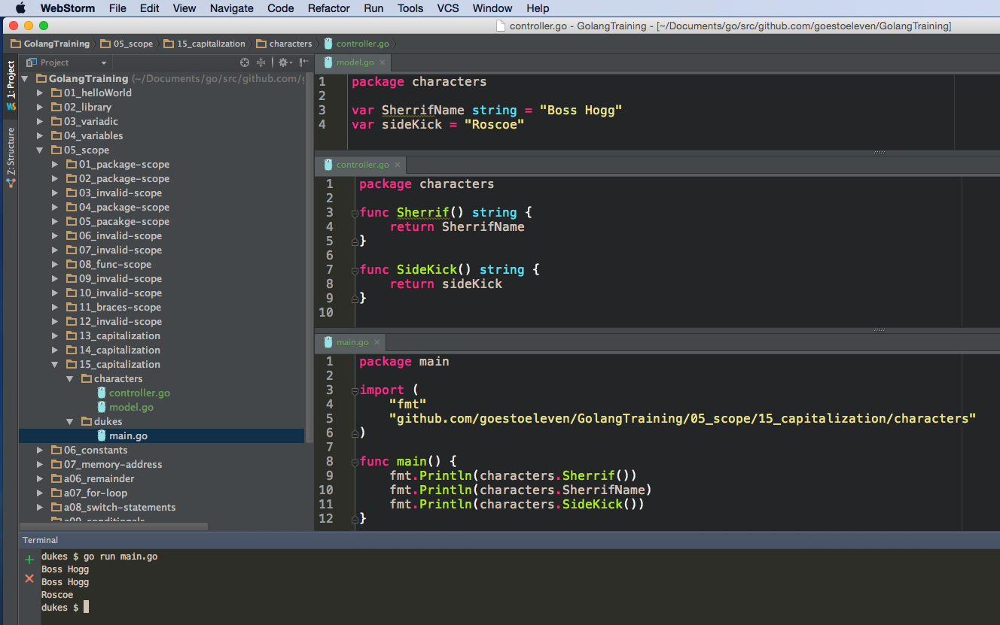 WebStorm File Edit View Navigate Code Refactor Run Tools VCS Window Help
controller.go - GolangTraining - [~/Documents/go/src/github.com/goestoeleven/GolangTraining]
GolangTraining 05_scope 15_capitalization characters controller.go
1: Project
7: Structure
Project
GolangTraining (~/Documents/go/src/github.com/g
01_helloWorld
02_library
03_variadic
04_variables
05_scope
01_package-scope
02_package-scope
03_invalid-scope
04_package-scope
05_pacakge-scope
06_invalid-scope
07_invalid-scope
08_func-scope
09_invalid-scope
10_invalid-scope
11_braces-scope
12_invalid-scope
13_capitalization
14_capitalization
15_capitalization
characters
controller.go
model.go
dukes
main.go
06_constants
07_memory-address
a06_remainder
a07_for-loop
a08_switch-statements
a09_conditionals
model.go
1 package characters
2
3 var SherrifName string = "Boss Hogg"
4 var sideKick = "Roscoe"
controller.go
1 package characters
2
3 func Sherrif() string {
4 return SherrifName
5 }
6
7 func SideKick() string {
8 return sideKick
9 }
10
main.go
1 package main
2
3 import (
4 "fmt"
5 "github.com/goestoeleven/GolangTraining/05_scope/15_capitalization/characters"
6 )
7
8 func main() {
9 fmt.Println(characters.Sherrif())
10 fmt.Println(characters.SherrifName)
11 fmt.Println(characters.SideKick())
12 }
Terminal
dukes $ go run main.go
Boss Hogg
Boss Hogg
Roscoe
dukes $